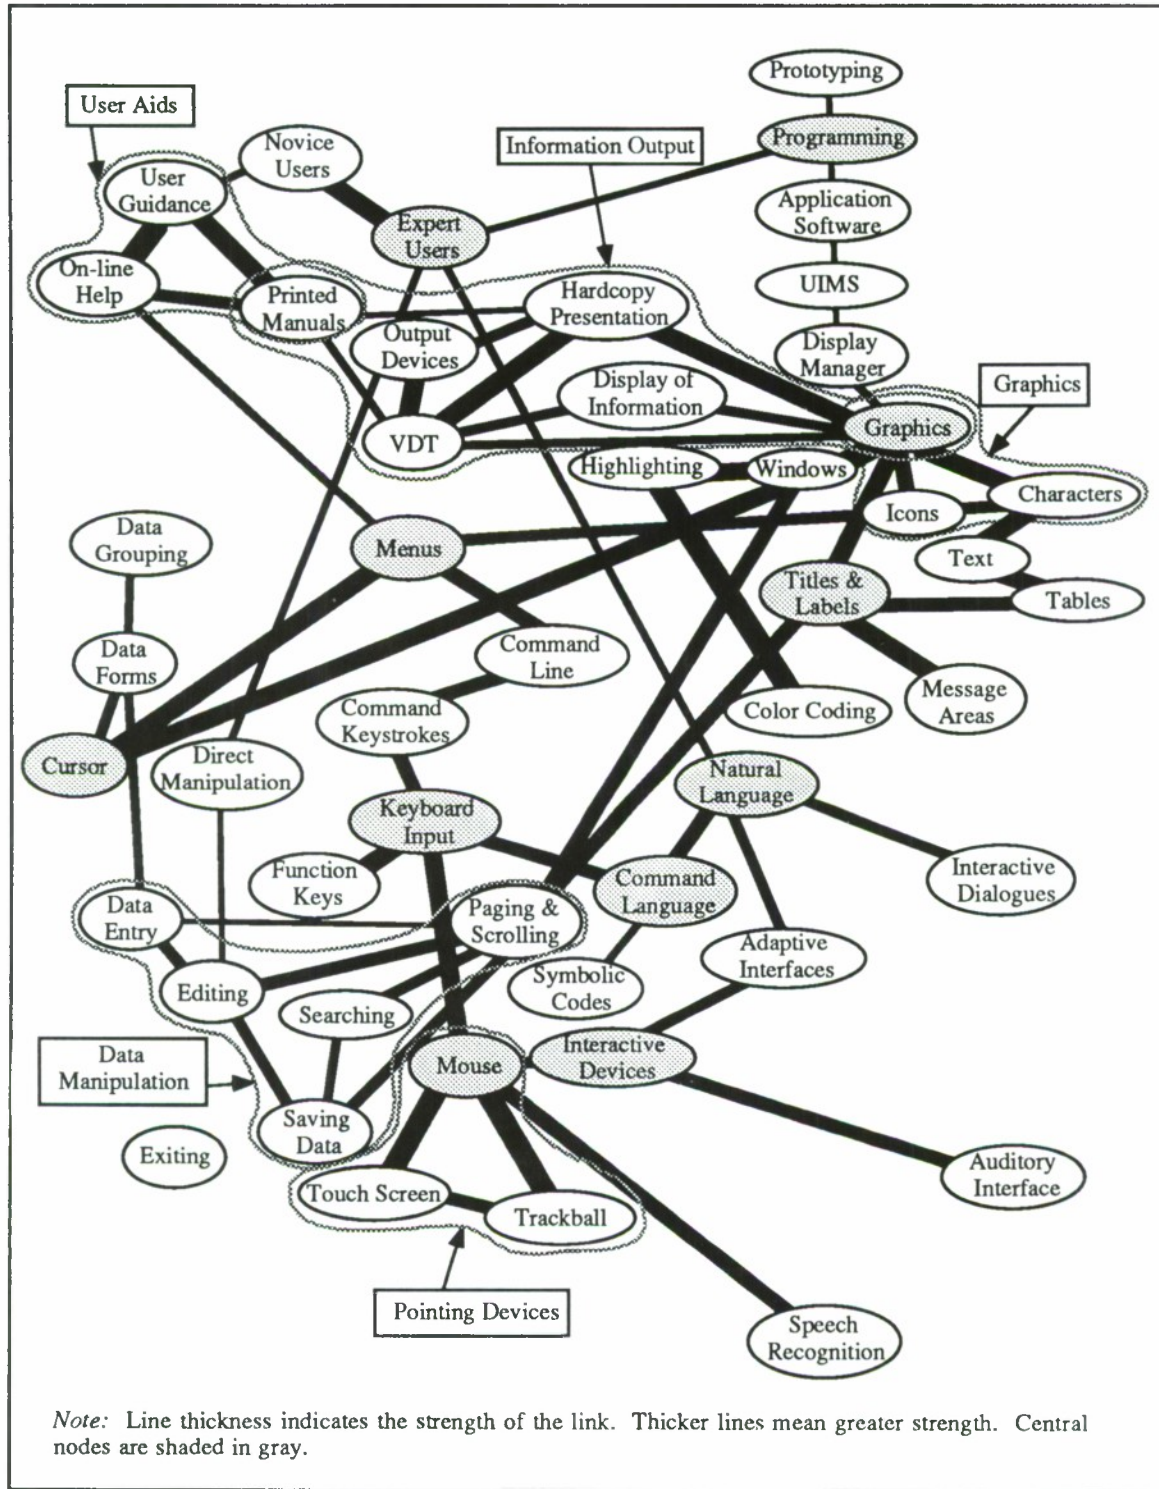 Prototyping
User Aids
Programming
Novice
Users
Information Output
User
Guidance
Application
Software
Expert
Users
On-line
Help
UIMS
Printed
Manuals
Hardcopy
Presentation
Output
Devices
Display
Manager
Graphics
Display of
Information
Graphics
VDT
Highlighting
Windows
Characters
Icons
Data
Grouping
Menus
Text
Titles &
Labels
Tables
Data
Forms
Command
Line
Message
Areas
Command
Keystrokes
Color Coding
Cursor
Direct
Manipulation
Natural
Language
Keyboard
Input
Function
Keys
Command
Language
Interactive
Dialogues
Data
Entry
Paging &
Scrolling
Adaptive
Interfaces
Editing
Symbolic
Codes
Searching
Data
Manipulation
Mouse
Interactive
Devices
Saving
Data
Exiting
Auditory
Interface
Touch Screen
Trackball
Pointing Devices
Speech
Recognition
Note: Line thickness indicates the strength of the link. Thicker lines mean greater strength. Central
nodes are shaded in gray.